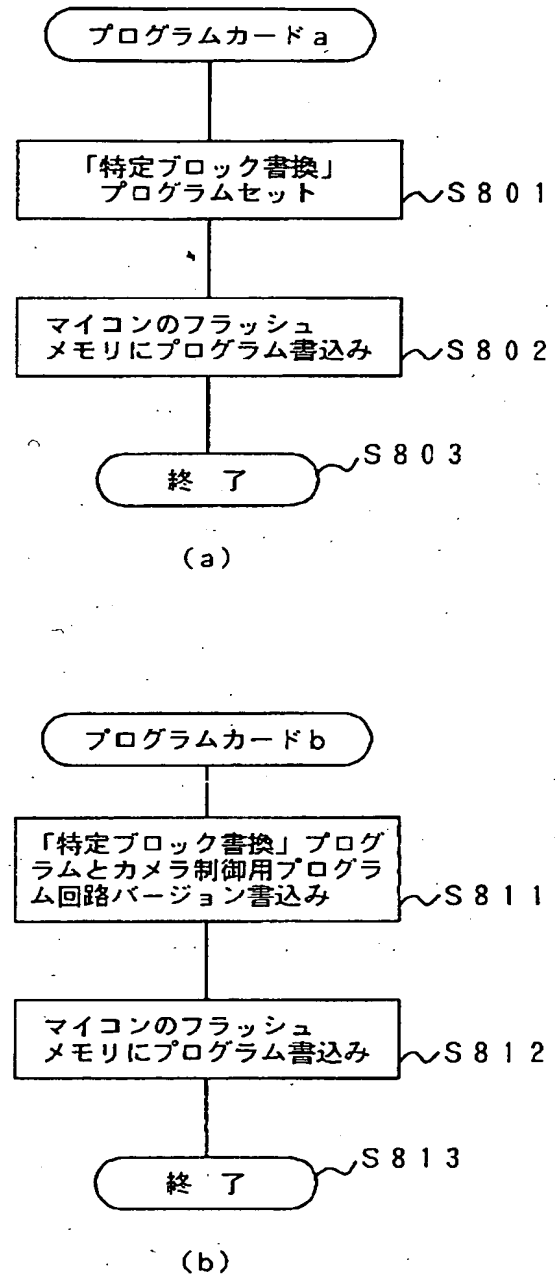 プログラムカードa
「特定ブロック書換」
プログラムセット
S801
マイコンのフラッシュ
メモリにプログラム書込み
S802
S803
終 了
(a)
プログラムカードb
「特定ブロック書換」プログ
ラムとカメラ制御用プログラ
ム回路バージョン書込み
S811
マイコンのフラッシュ
メモリにプログラム書込み
S812
S813
終 了
(b)